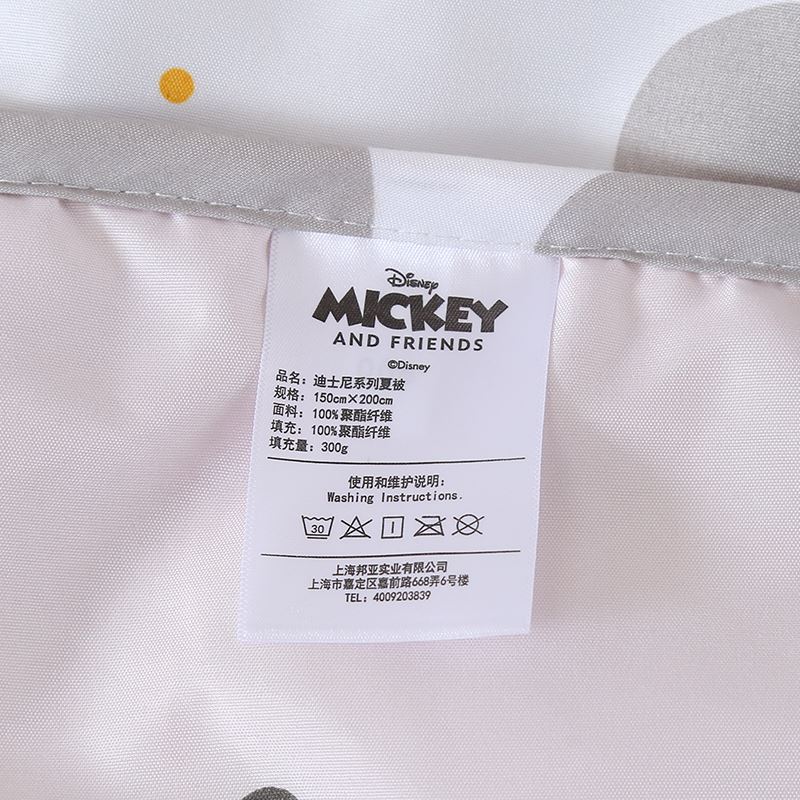 Disney
MICKEY
AND FRIENDS
©Disney
品名：迪士尼系列夏被
规格：150cm×200cm
面料：100%聚酯纤维
填充：100%聚酯纤维
填充量：300g
使用和维护说明：
Washing Instructions.
30
上海邦亚实业有限公司
上海市嘉定区嘉前路668弄6号楼
TEL：4009203839